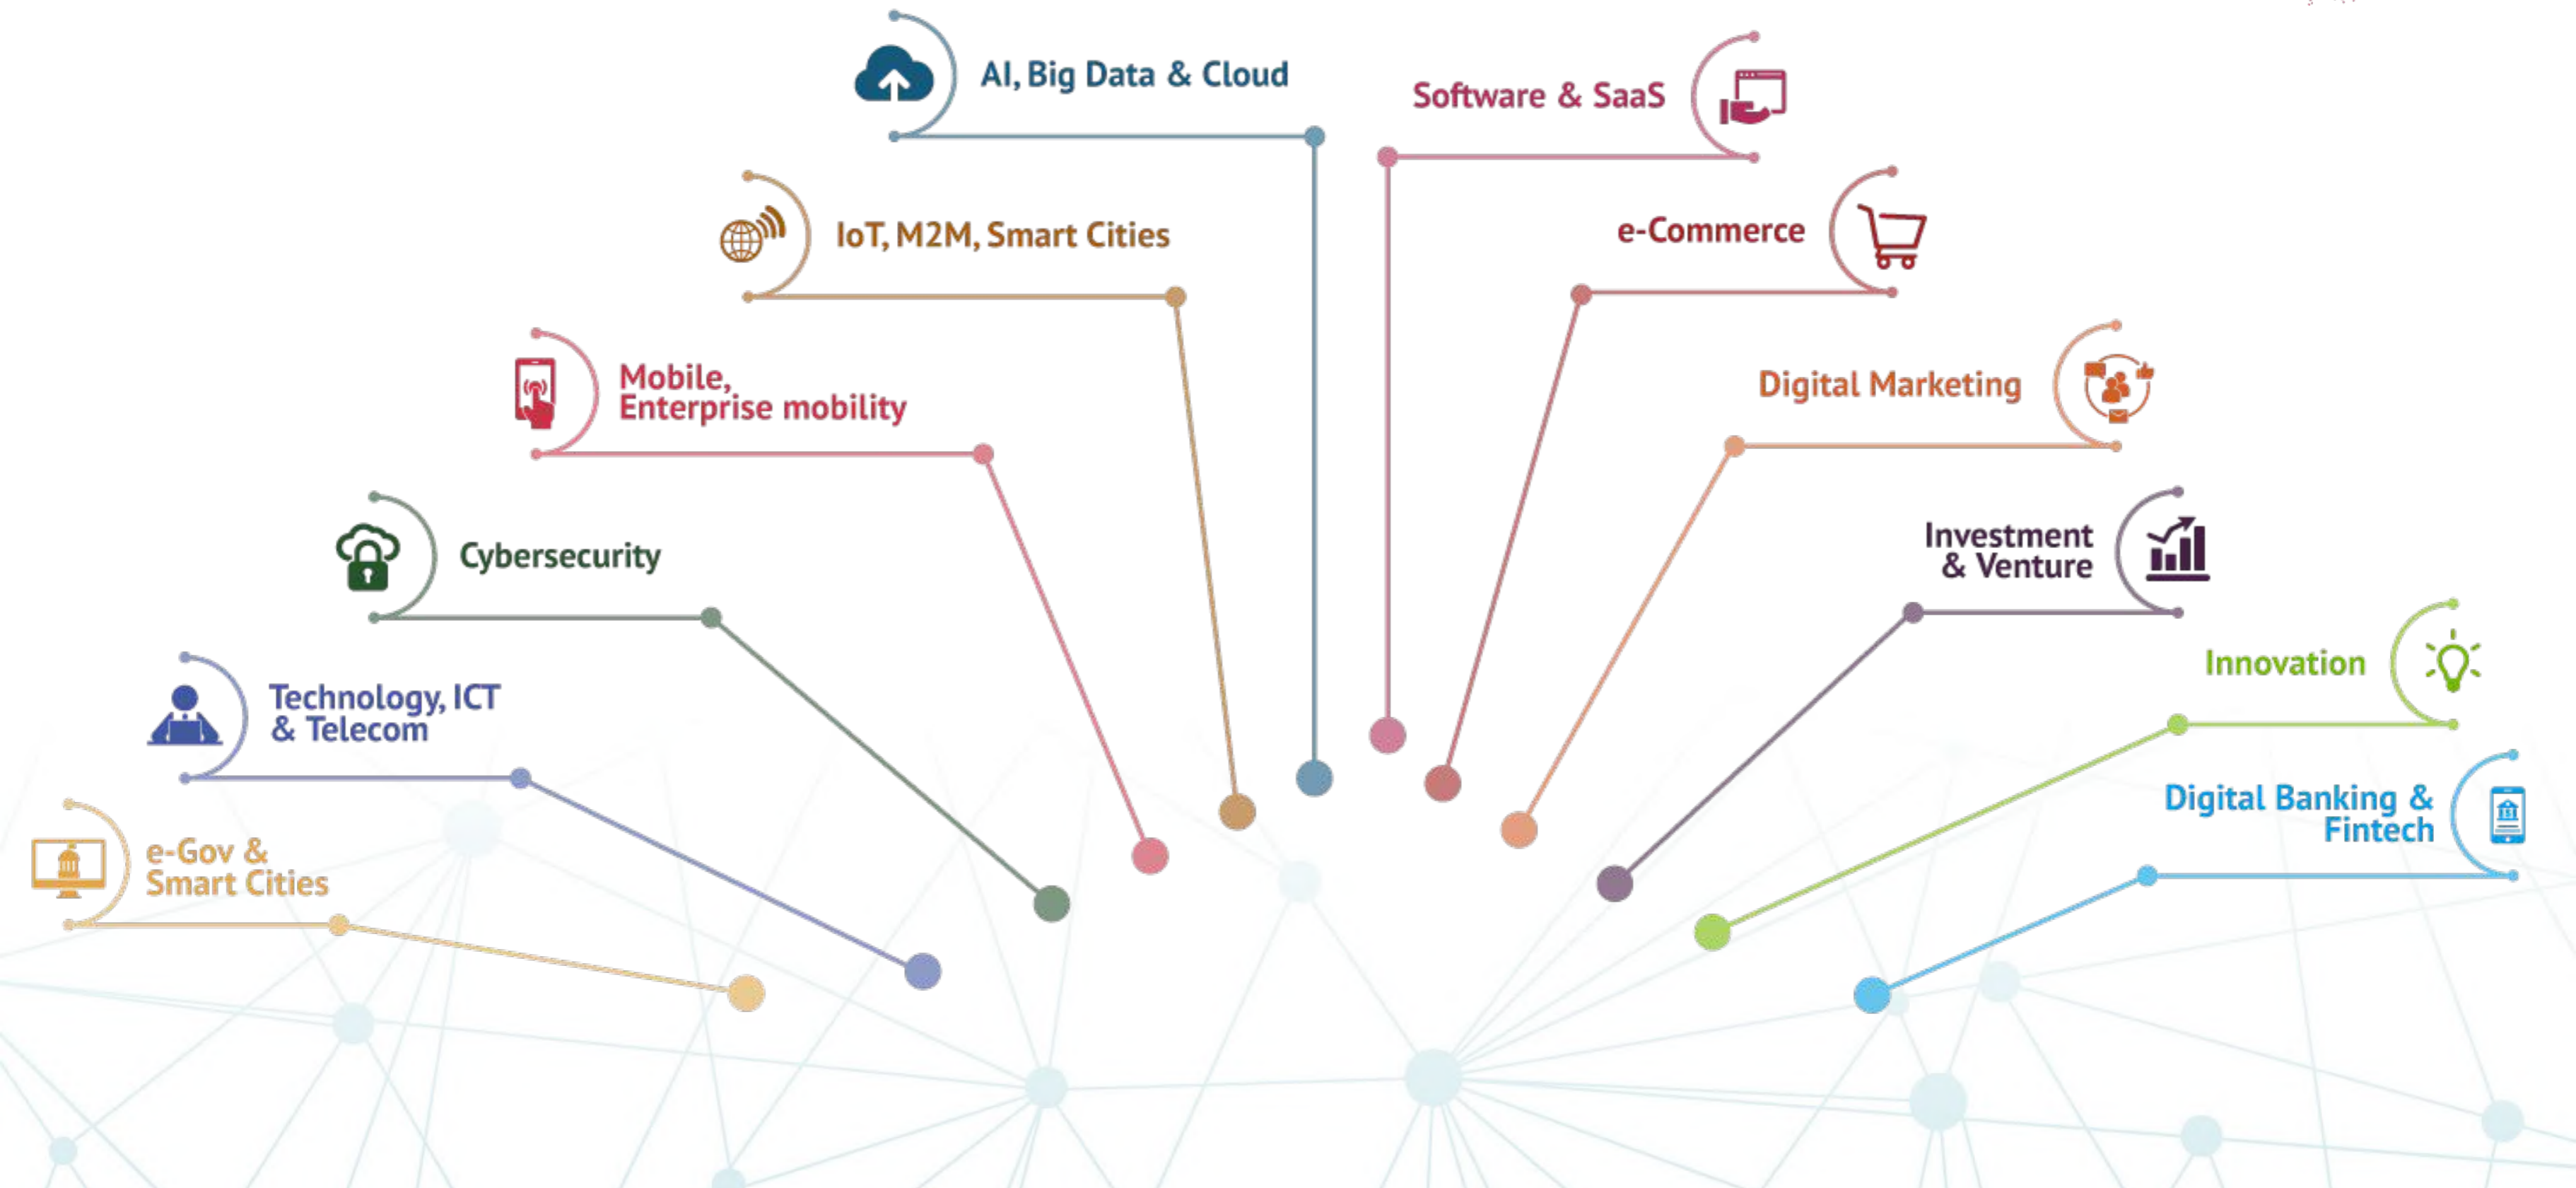 AI, Big Data & Cloud
Software & SaaS
IoT, M2M, Smart Cities
e-Commerce
Mobile,
Enterprise mobility
Digital Marketing
Cybersecurity
Investment
& Venture
Technology, ICT
& Telecom
Innovation
e-Gov &
Smart Cities
Digital Banking &
Fintech